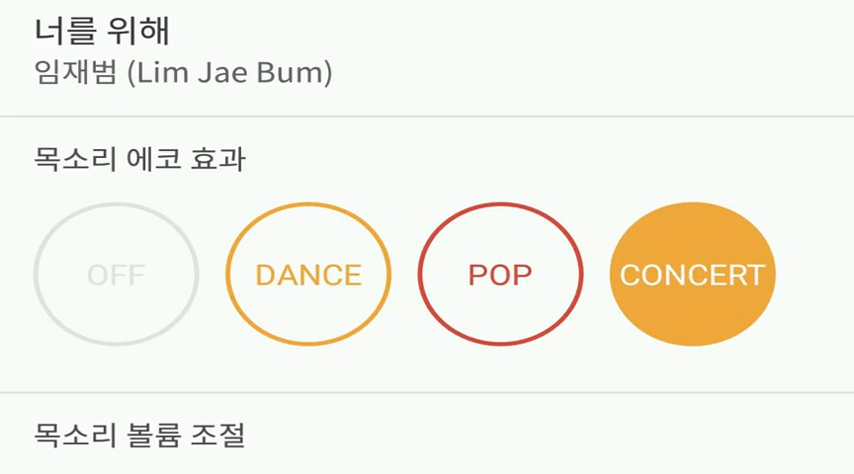 너를 위해
임재범 (Lim Jae Bum)
목소리 에코 효과
OFF DANCE POP CONCERT
목소리 볼륨 조절